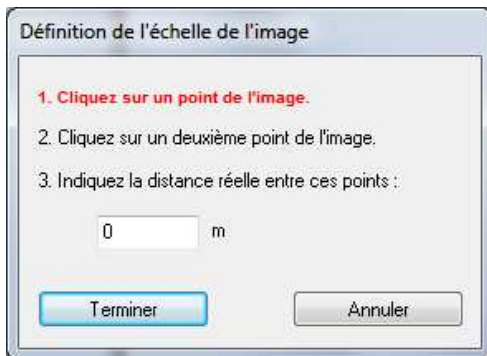 Définition de l'échelle de l'image
1. Cliquez sur un point de l'image.
2. Cliquez sur un deuxième point de l'image.
3. Indiquez la distance réelle entre ces points :
0 m
Terminer Annuler